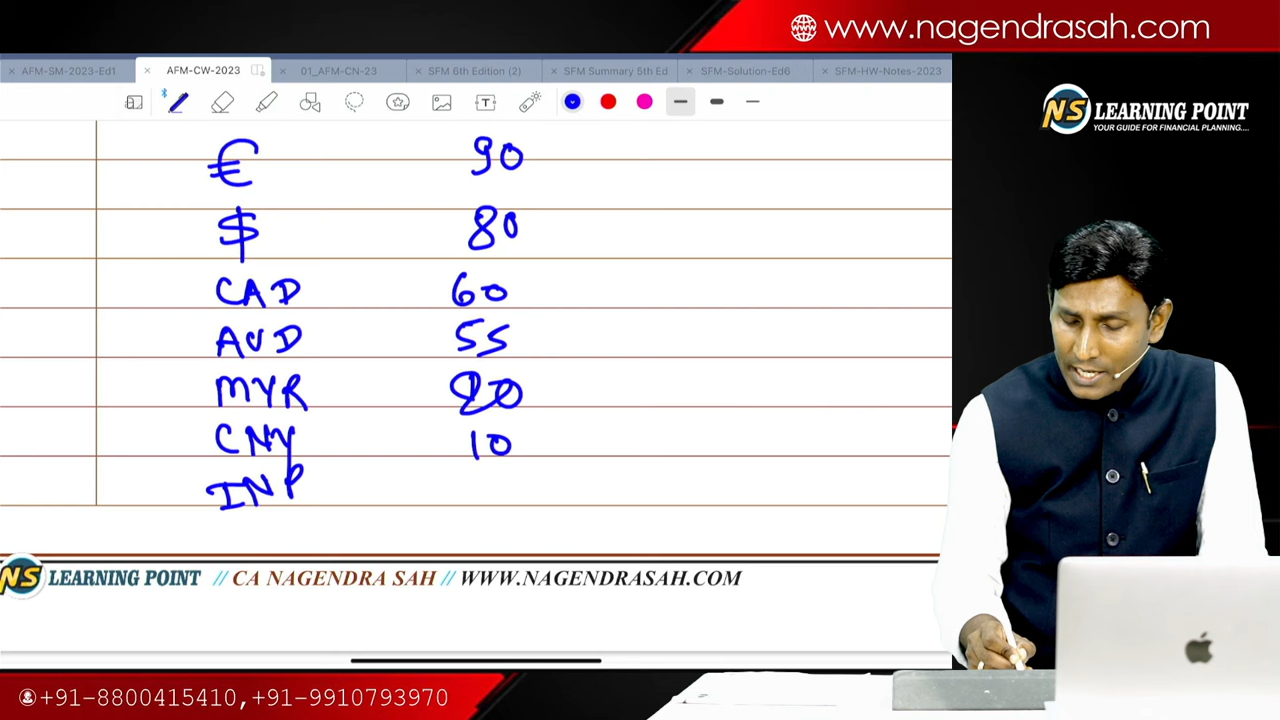 www.nagendrasah.com
AFM-SM-2023-Ed1
AFM-CW-2023
01_AFM-CN-23
SFM 6th Edition (2)
SFM Summary 5th Ed
SFM-Solution-Ed6
SFM-HW-Notes-2023
T
NS LEARNING POINT
YOUR GUIDE FOR FINANCIAL PLANNING....
€ 90
$ 80
CAD 60
AUD 55
MYR 20
CNY 10
INP
NS LEARNING POINT // CA NAGENDRA SAH // WWW.NAGENDRASAH.COM
+91-8800415410,+91-9910793970